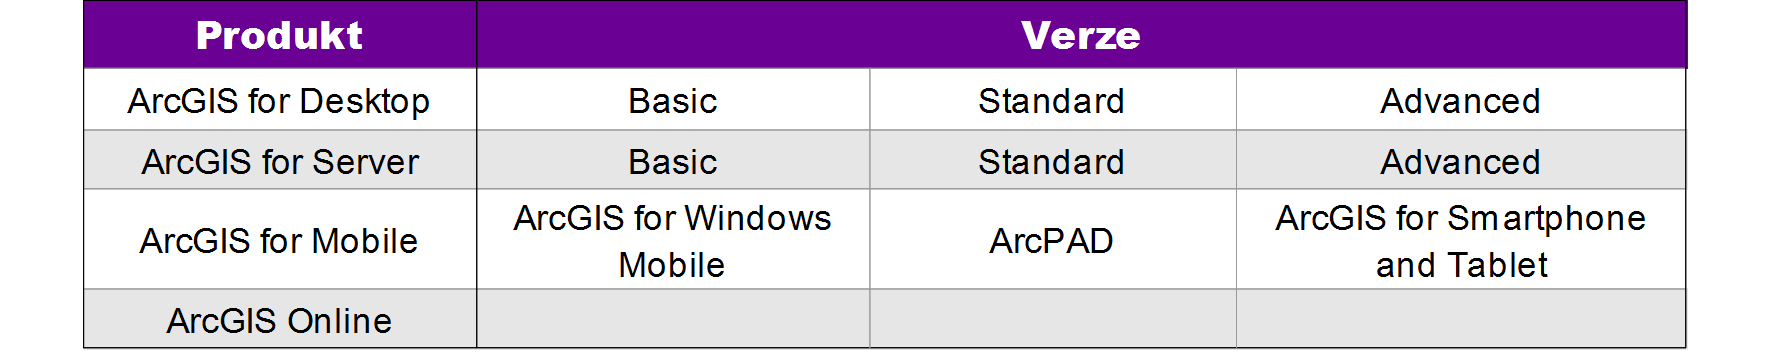 Produkt Verze
ArcGIS for Desktop Basic Standard Advanced
ArcGIS for Server Basic Standard Advanced
ArcGIS for Mobile ArcGIS for Windows Mobile ArcPAD ArcGIS for Smartphone and Tablet
ArcGIS Online